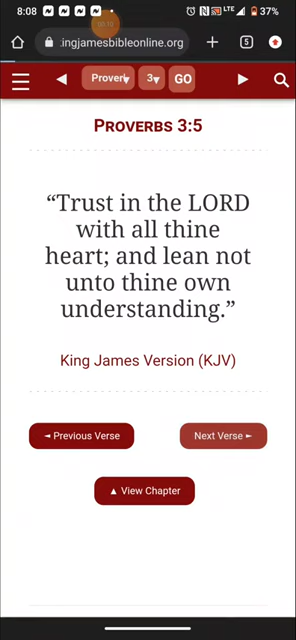 8:08 LTE 37%
:ingjamesbibleonline.org 5
Prover 3 GO
PROVERBS 3:5
“Trust in the LORD
with all thine
heart; and lean not
unto thine own
understanding.”
King James Version (KJV)
◄ Previous Verse Next Verse ►
▲ View Chapter